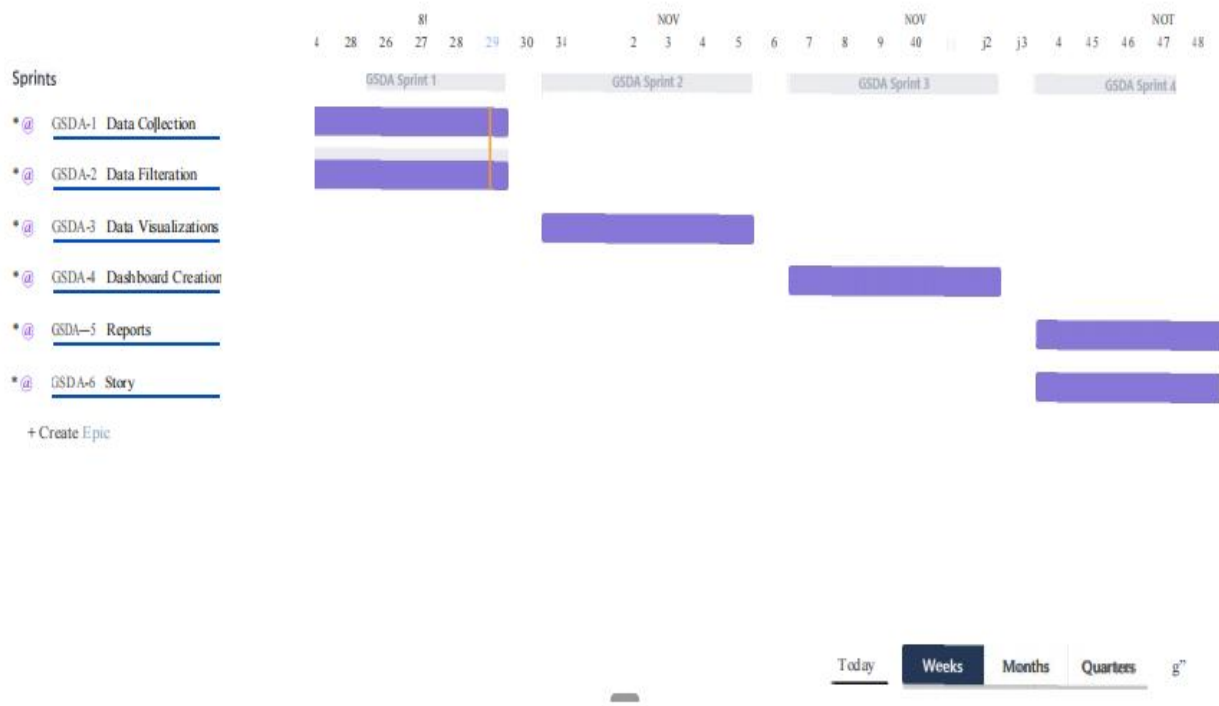 8! NOV NOV NOT
4 28 26 27 28 29 30 31 2 3 4 5 6 7 8 9 40 j2 j3 4 45 46 47 48
Sprints GSDA Sprint 1 GSDA Sprint 2 GSDA Sprint 3 GSDA Sprint 4
* @ GSDA-1 Data Collection
* @ GSDA-2 Data Filteration
* @ GSDA-3 Data Visualizations
* @ GSDA-4 Dashboard Creation
* @ GSDA—5 Reports
* @ GSDA-6 Story
+ Create Epic
Today Weeks Months Quarters g”